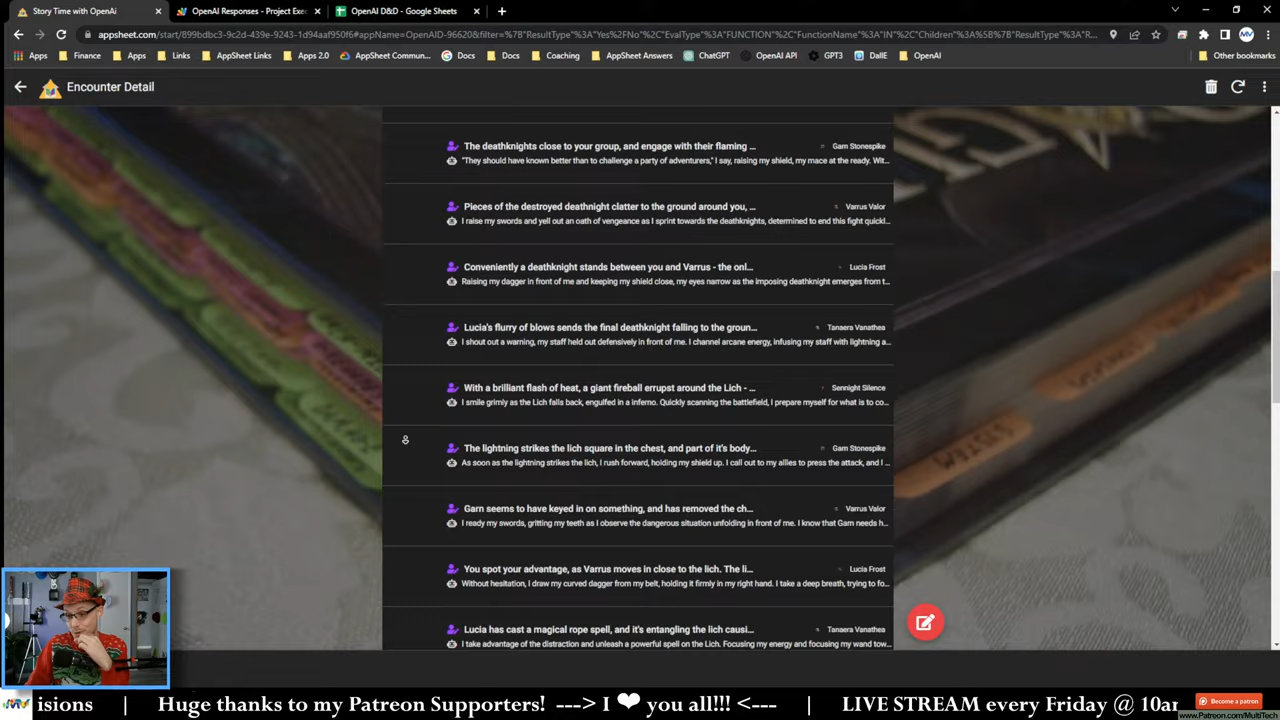 Story Time with OpenAi
OpenAI Responses - Project Exec
OpenAI D&D - Google Sheets
appsheet.com/start/899bdbc3-9c2d-439e-9243-1d94aaf950f6#appName=OpenAID-96620&filter=%7B"ResultType"%3A"Yes%2FNo"%2C"EvalType"%3A"FUNCTION"%2C"FunctionName"%3A"IN"%2C"Children"%3A%5B%7B"ResultType"%3A"R...
Apps
Finance
Apps
Links
AppSheet Links
Apps 2.0
AppSheet Commun...
Docs
Docs
Coaching
AppSheet Answers
ChatGPT
OpenAI API
GPT3
DallE
OpenAI
Other bookmarks
Encounter Detail
The deathknights close to your group, and engage with their flaming ...
Garn Stonespike
"They should have known better than to challenge a party of adventurers," I say, raising my shield, my mace at the ready. Wit...
Pieces of the destroyed deathnight clatter to the ground around you, ...
Varrus Valor
I raise my swords and yell out an oath of vengeance as I sprint towards the deathknights, determined to end this fight quickl...
Conveniently a deathknight stands between you and Varrus - the onl...
Lucia Frost
Raising my dagger in front of me and keeping my shield close, my eyes narrow as the imposing deathknight emerges from t...
Lucia's flurry of blows sends the final deathknight falling to the groun...
Tanaera Vanathea
I shout out a warning, my staff held out defensively in front of me. I channel arcane energy, infusing my staff with lightning a...
With a brilliant flash of heat, a giant fireball errupst around the Lich - ...
Sennight Silence
I smile grimly as the Lich falls back, engulfed in a inferno. Quickly scanning the battlefield, I prepare myself for what is to co...
The lightning strikes the lich square in the chest, and part of it's body...
Garn Stonespike
As soon as the lightning strikes the lich, I rush forward, holding my shield up. I call out to my allies to press the attack, and I ...
Garn seems to have keyed in on something, and has removed the ch...
Varrus Valor
I ready my swords, gritting my teeth as I observe the dangerous situation unfolding in front of me. I know that Garn needs h...
You spot your advantage, as Varrus moves in close to the lich. The li...
Lucia Frost
Without hesitation, I draw my curved dagger from my belt, holding it firmly in my right hand. I take a deep breath, trying to fo...
Lucia has cast a magical rope spell, and it's entangling the lich causi...
Tanaera Vanathea
I take advantage of the distraction and unleash a powerful spell on the Lich. Focusing my energy and focusing my wand tow...
isions | Huge thanks to my Patreon Supporters! ---> I ❤ you all!!! <--- | LIVE STREAM every Friday @ 10am
Become a patron
www.Patreon.com/MultiTech